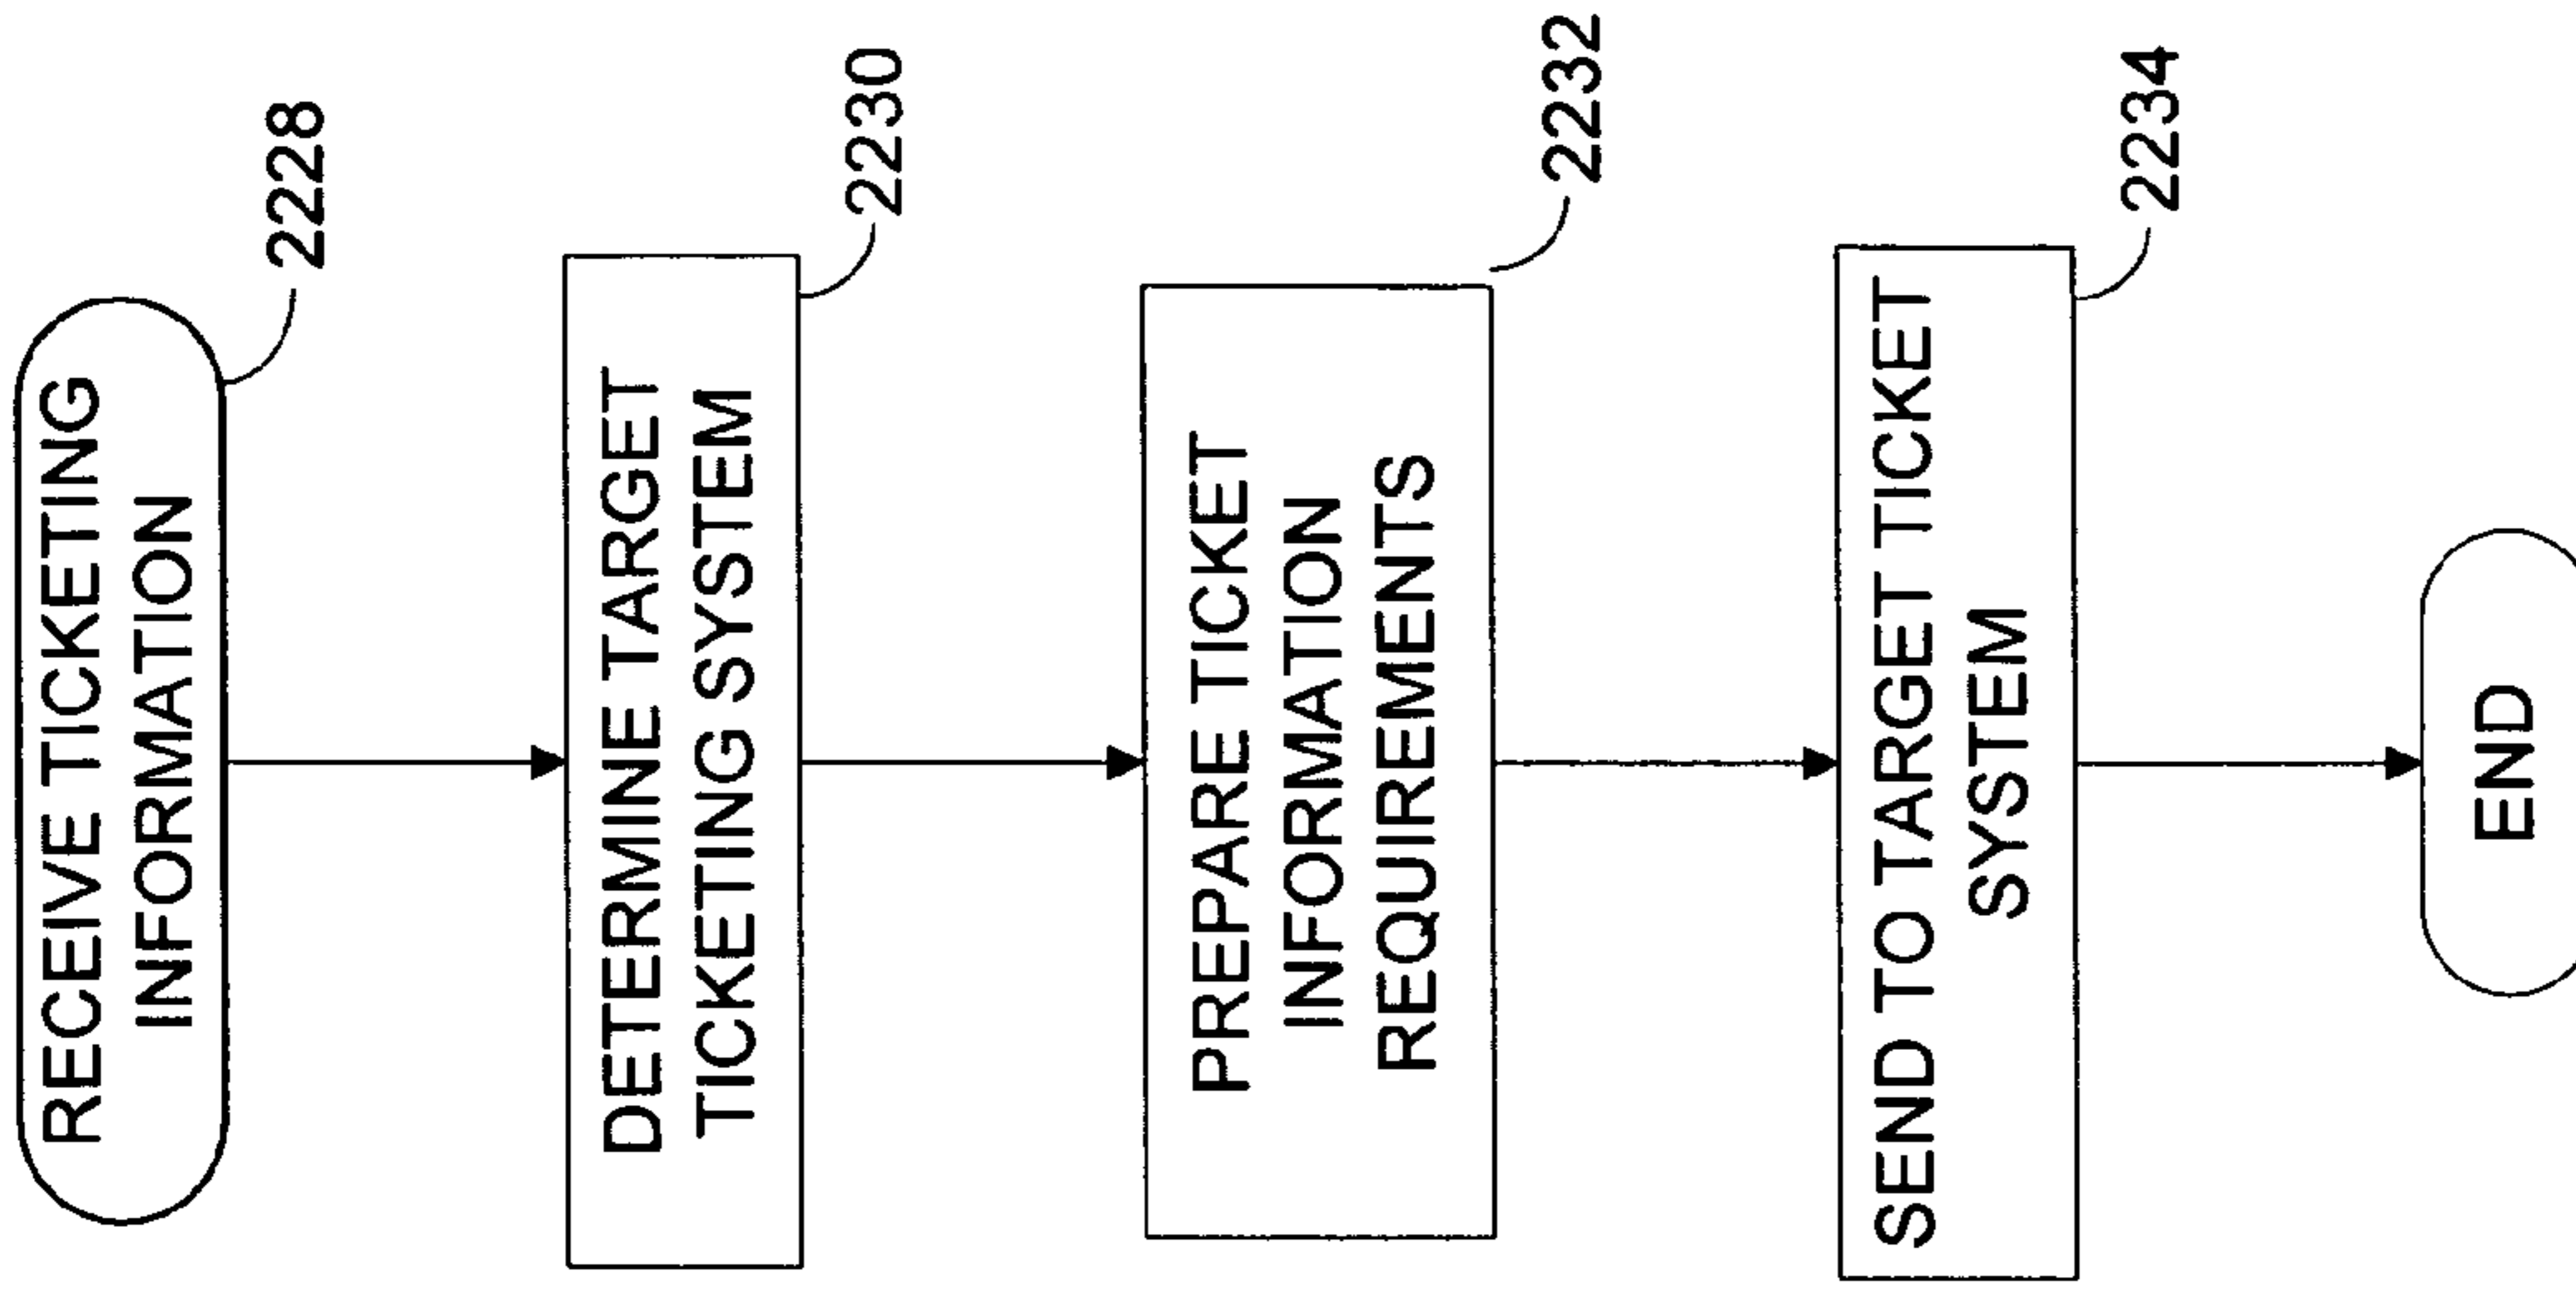 RECEIVE TICKETING
INFORMATION
2228
DETERMINE TARGET
TICKETING SYSTEM
2230
PREPARE TICKET
INFORMATION
REQUIREMENTS
2232
SEND TO TARGET TICKET
SYSTEM
2234
END